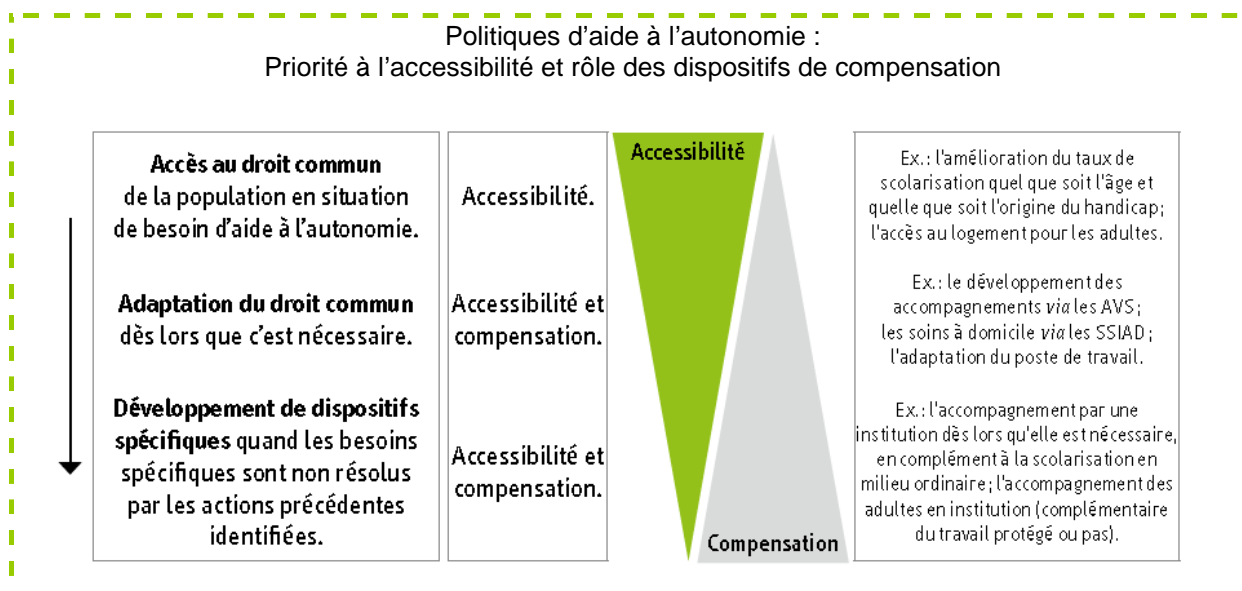 Politiques d’aide à l’autonomie :
Priorité à l’accessibilité et rôle des dispositifs de compensation
Accès au droit commun
de la population en situation
de besoin d'aide à l'autonomie.
Accessibilité.
Accessibilité
Ex.: l'amélioration du taux de
scolarisation quel que soit l'âge et
quelle que soit l'origine du handicap;
l'accès au logement pour les adultes.
Adaptation du droit commun
dès lors que c'est nécessaire.
Accessibilité et
compensation.
Ex.: le développement des
accompagnements via les AVS;
les soins à domicile via les SSIAD;
l'adaptation du poste de travail.
Développement de dispositifs
spécifiques quand les besoins
spécifiques sont non résolus
par les actions précédentes
identifiées.
Accessibilité et
compensation.
Compensation
Ex.: l'accompagnement par une
institution dès lors qu'elle est nécessaire,
en complément à la scolarisation en
milieu ordinaire; l'accompagnement des
adultes en institution (complémentaire
du travail protégé ou pas).